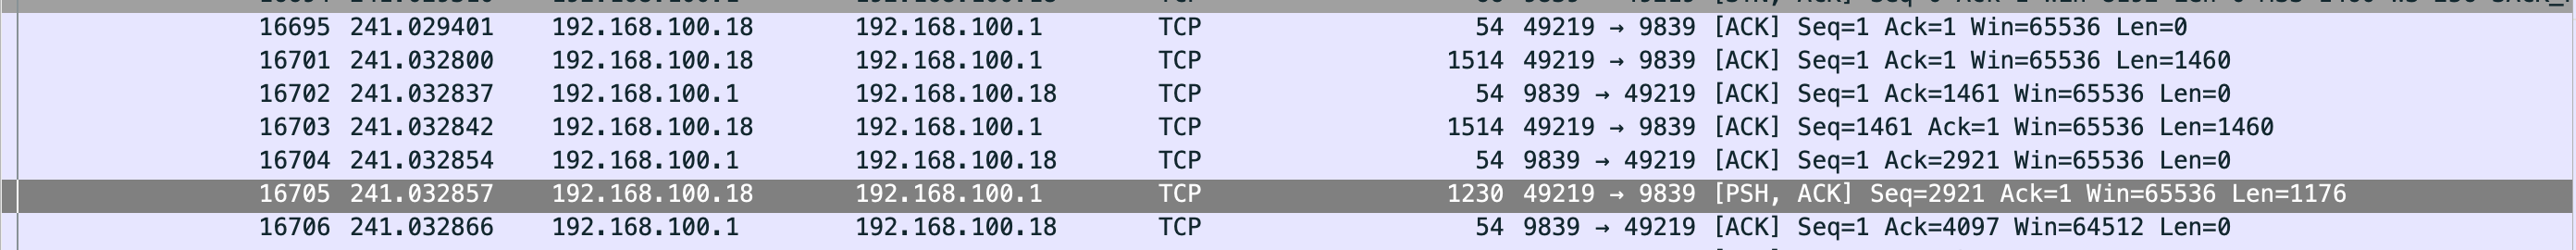 16695 241.029401 192.168.100.18 192.168.100.1 TCP 54 49219 → 9839 [ACK] Seq=1 Ack=1 Win=65536 Len=0
16701 241.032800 192.168.100.18 192.168.100.1 TCP 1514 49219 → 9839 [ACK] Seq=1 Ack=1 Win=65536 Len=1460
16702 241.032837 192.168.100.1 192.168.100.18 TCP 54 9839 → 49219 [ACK] Seq=1 Ack=1461 Win=65536 Len=0
16703 241.032842 192.168.100.18 192.168.100.1 TCP 1514 49219 → 9839 [ACK] Seq=1461 Ack=1 Win=65536 Len=1460
16704 241.032854 192.168.100.1 192.168.100.18 TCP 54 9839 → 49219 [ACK] Seq=1 Ack=2921 Win=65536 Len=0
16705 241.032857 192.168.100.18 192.168.100.1 TCP 1230 49219 → 9839 [PSH, ACK] Seq=2921 Ack=1 Win=65536 Len=1176
16706 241.032866 192.168.100.1 192.168.100.18 TCP 54 9839 → 49219 [ACK] Seq=1 Ack=4097 Win=64512 Len=0